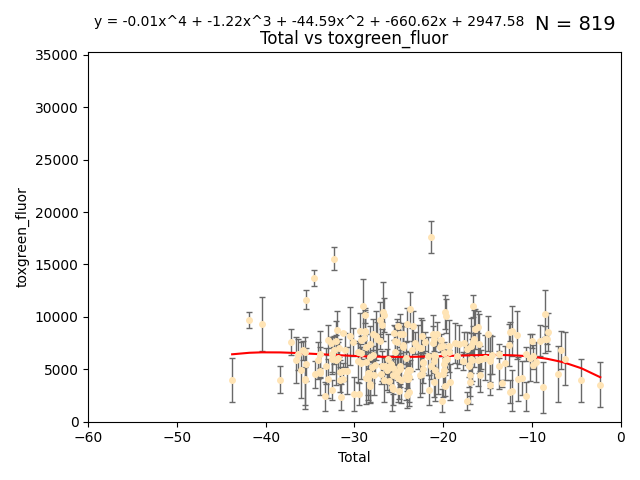 y = -0.01x^4 + -1.22x^3 + -44.59x^2 + -660.62x + 2947.58 N = 819
Total vs toxgreen_fluor
35000
30000
25000
20000
15000
10000
5000
0
toxgreen_fluor
−60 −50 −40 −30 −20 −10 0
Total